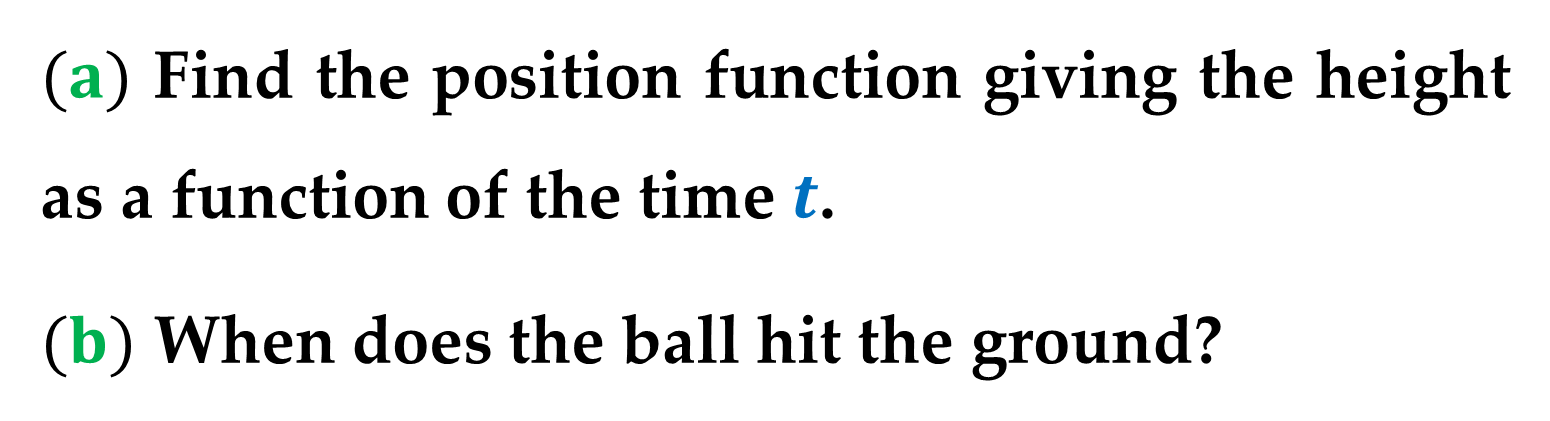 (a) Find the position function giving the height
as a function of the time t.
(b) When does the ball hit the ground?